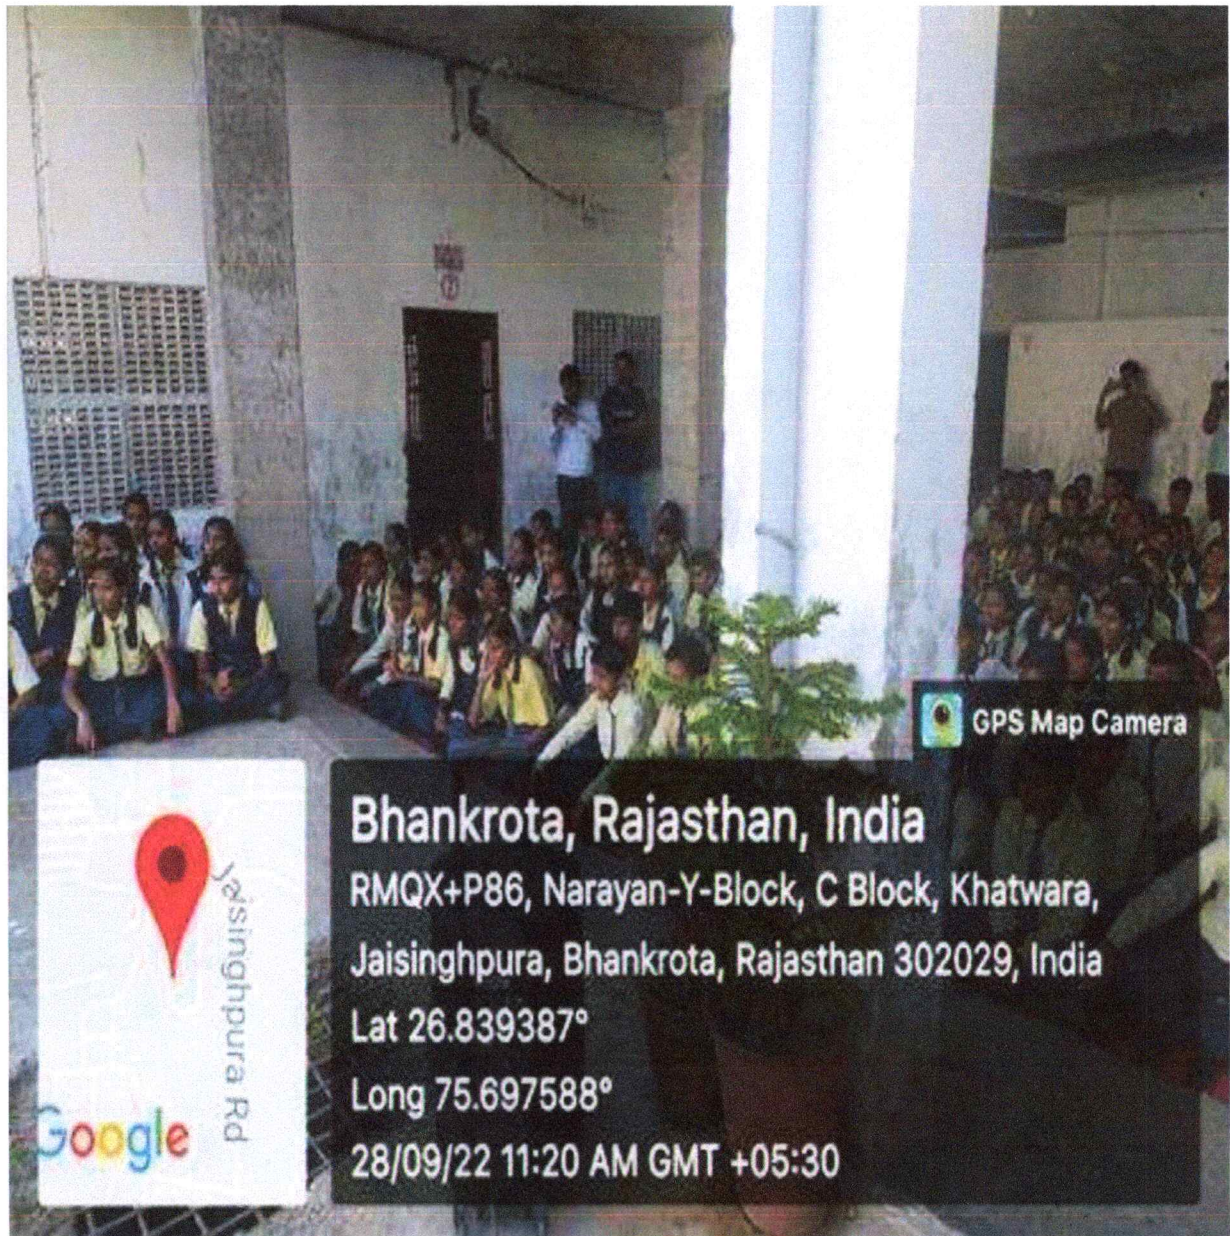 GPS Map Camera
Bhankrota, Rajasthan, India
RMQX+P86, Narayan-Y-Block, C Block, Khatwara,
Jaisinghpura, Bhankrota, Rajasthan 302029, India
Lat 26.839387°
Long 75.697588°
28/09/22 11:20 AM GMT +05:30
Jaisinghpura Rd
Google